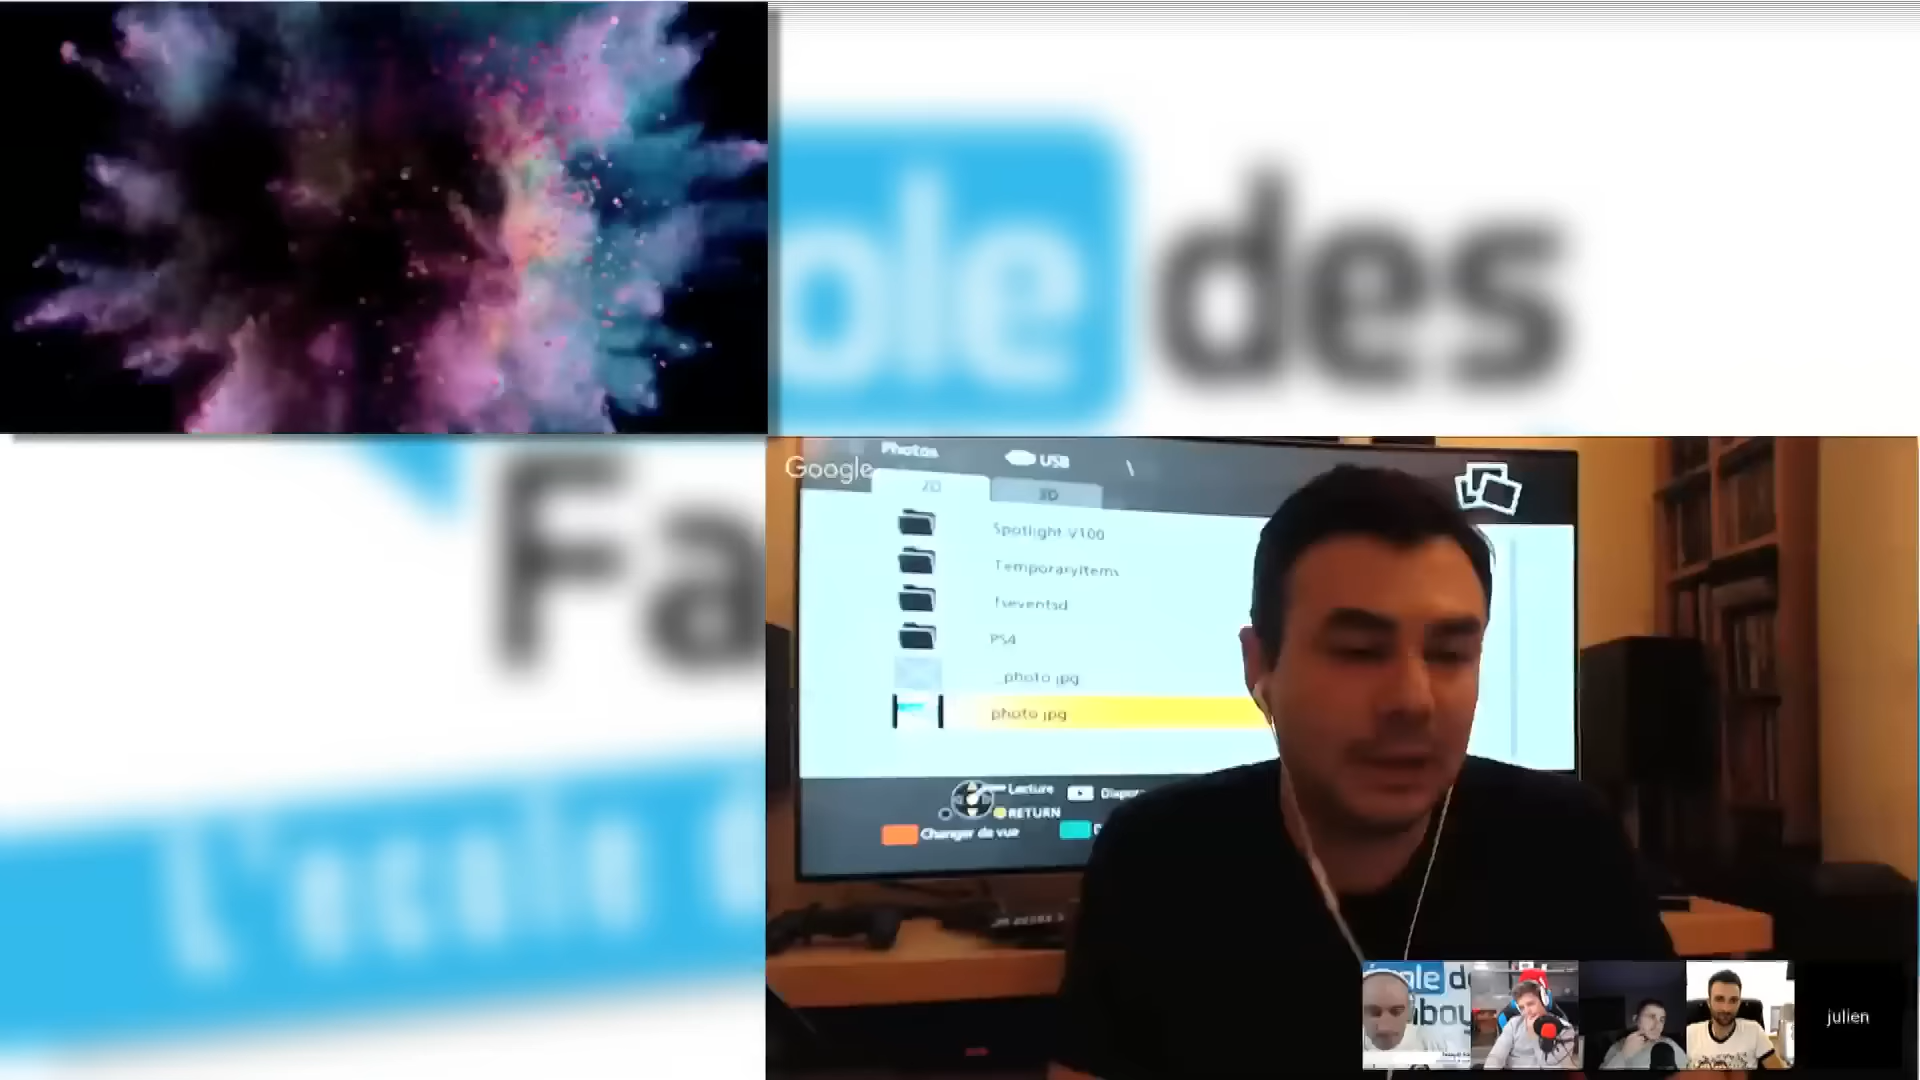 ole des
Fa
l'ecole
Google
Photos
USB
\
2D
3D
Spotlight V100
TemporaryItems
fseventsd
PS4
_photo jpg
photo jpg
Lecture
RETURN
Changer de vue
julien